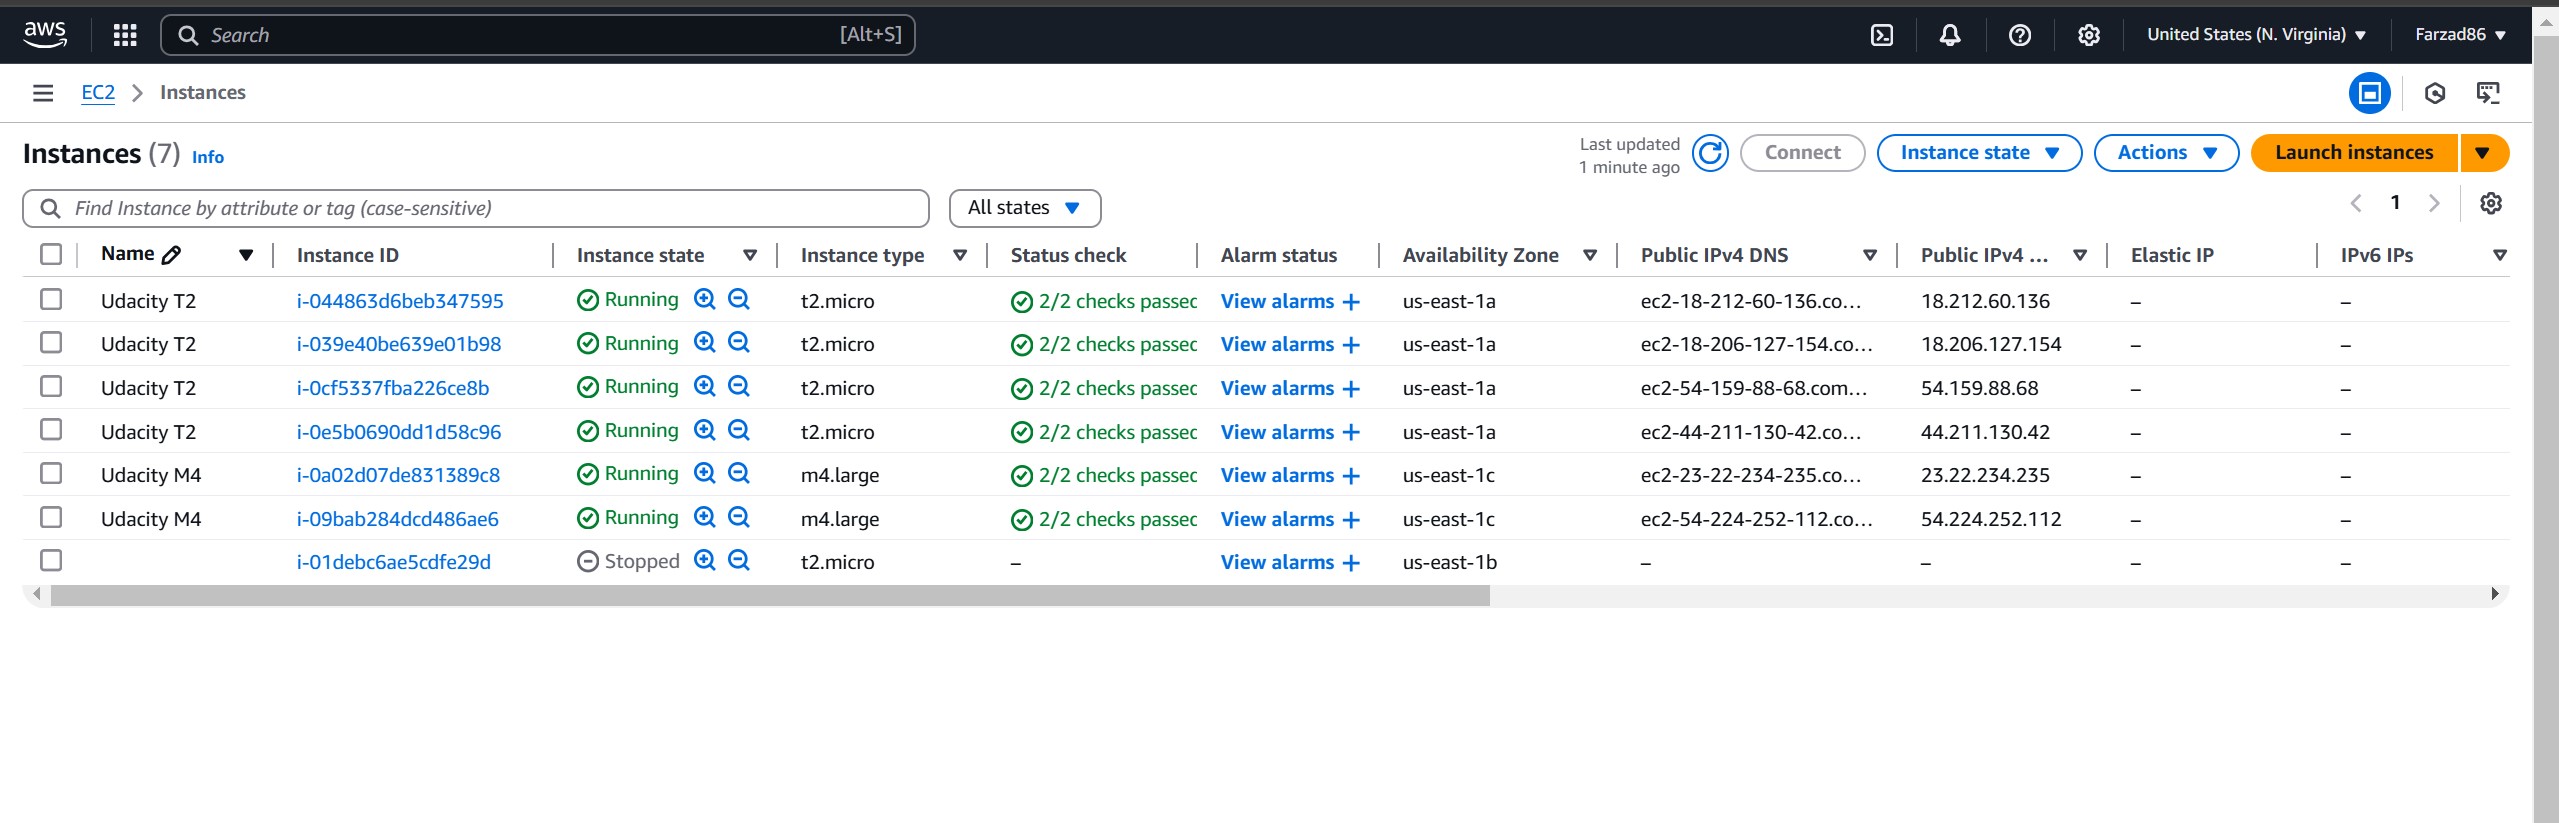 aws Search [Alt+S] United States (N. Virginia) Farzad86
EC2 Instances
Instances (7) Info Last updated 1 minute ago Connect Instance state Actions Launch instances
Find Instance by attribute or tag (case-sensitive) All states 1
Name Instance ID Instance state Instance type Status check Alarm status Availability Zone Public IPv4 DNS Public IPv4 ... Elastic IP IPv6 IPs
Udacity T2 i-044863d6beb347595 Running t2.micro 2/2 checks passed View alarms + us-east-1a ec2-18-212-60-136.co... 18.212.60.136 – –
Udacity T2 i-039e40be639e01b98 Running t2.micro 2/2 checks passed View alarms + us-east-1a ec2-18-206-127-154.co... 18.206.127.154 – –
Udacity T2 i-0cf5337fba226ce8b Running t2.micro 2/2 checks passed View alarms + us-east-1a ec2-54-159-88-68.com... 54.159.88.68 – –
Udacity T2 i-0e5b0690dd1d58c96 Running t2.micro 2/2 checks passed View alarms + us-east-1a ec2-44-211-130-42.co... 44.211.130.42 – –
Udacity M4 i-0a02d07de831389c8 Running m4.large 2/2 checks passed View alarms + us-east-1c ec2-23-22-234-235.co... 23.22.234.235 – –
Udacity M4 i-09bab284dcd486ae6 Running m4.large 2/2 checks passed View alarms + us-east-1c ec2-54-224-252-112.co... 54.224.252.112 – –
i-01debc6ae5cdfe29d Stopped t2.micro – View alarms + us-east-1b – – – –